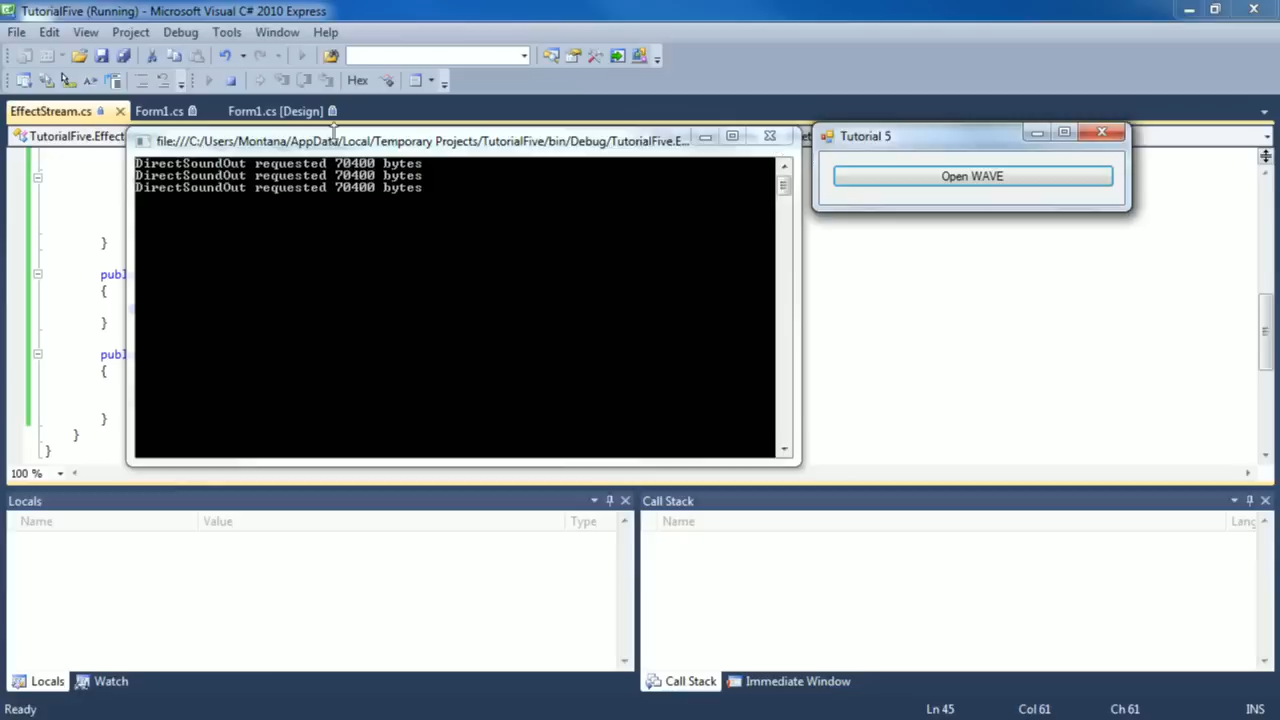 TutorialFive (Running) - Microsoft Visual C# 2010 Express
File Edit View Project Debug Tools Window Help
Hex
EffectStream.cs Form1.cs Form1.cs [Design]
TutorialFive.Effect
file:///C:/Users/Montana/AppData/Local/Temporary Projects/TutorialFive/bin/Debug/TutorialFive.E...
DirectSoundOut requested 70400 bytes
DirectSoundOut requested 70400 bytes
DirectSoundOut requested 70400 bytes
Tutorial 5
Open WAVE
}
publ
{
}
publ
{
}
}
}
100 %
Locals
Name Value Type
Call Stack
Name Lang
Locals Watch
Call Stack Immediate Window
Ready Ln 45 Col 61 Ch 61 INS